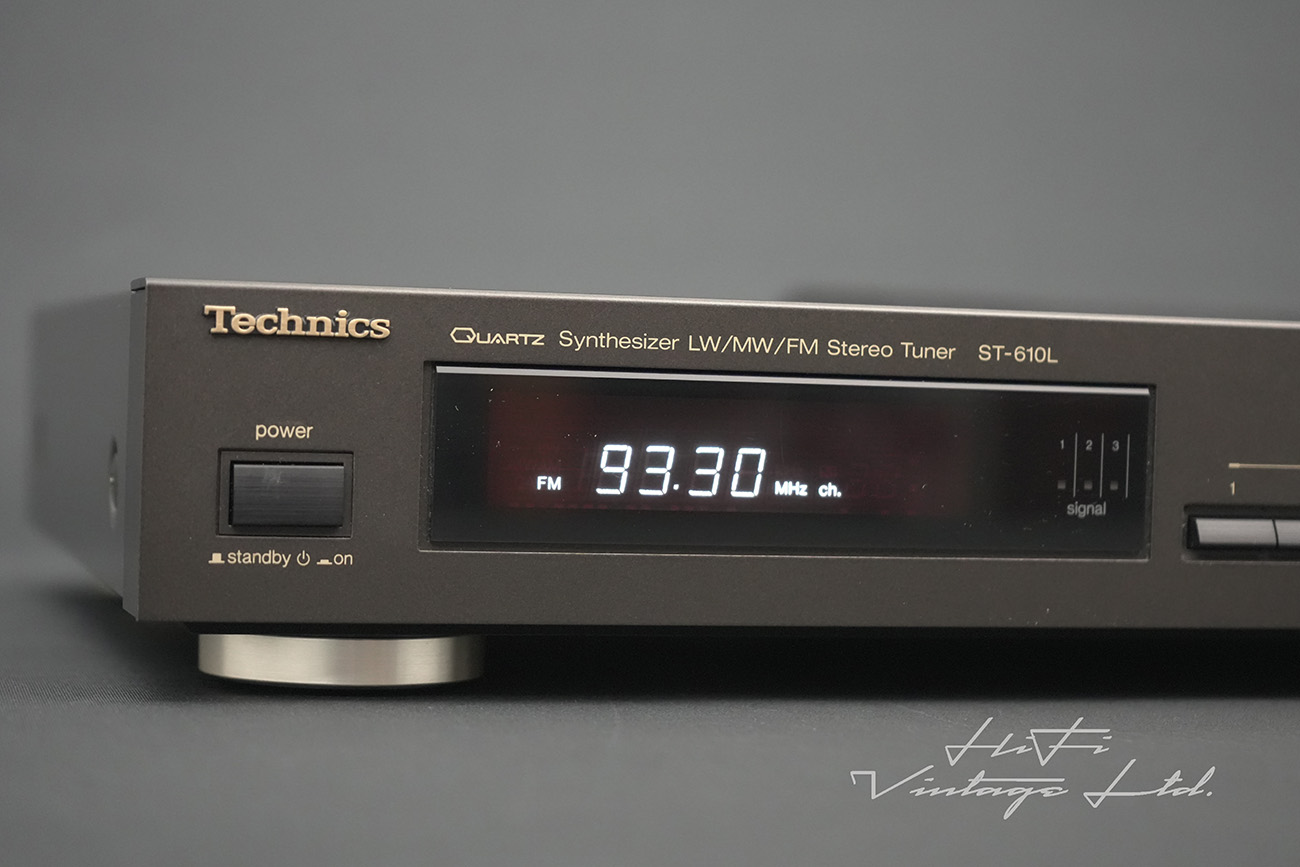 Technics
QUARTZ Synthesizer LW/MW/FM Stereo Tuner ST-610L
power
standby on
FM 93.30 MHz ch.
1 2 3
signal
1
HiFi
Vintage Ltd.